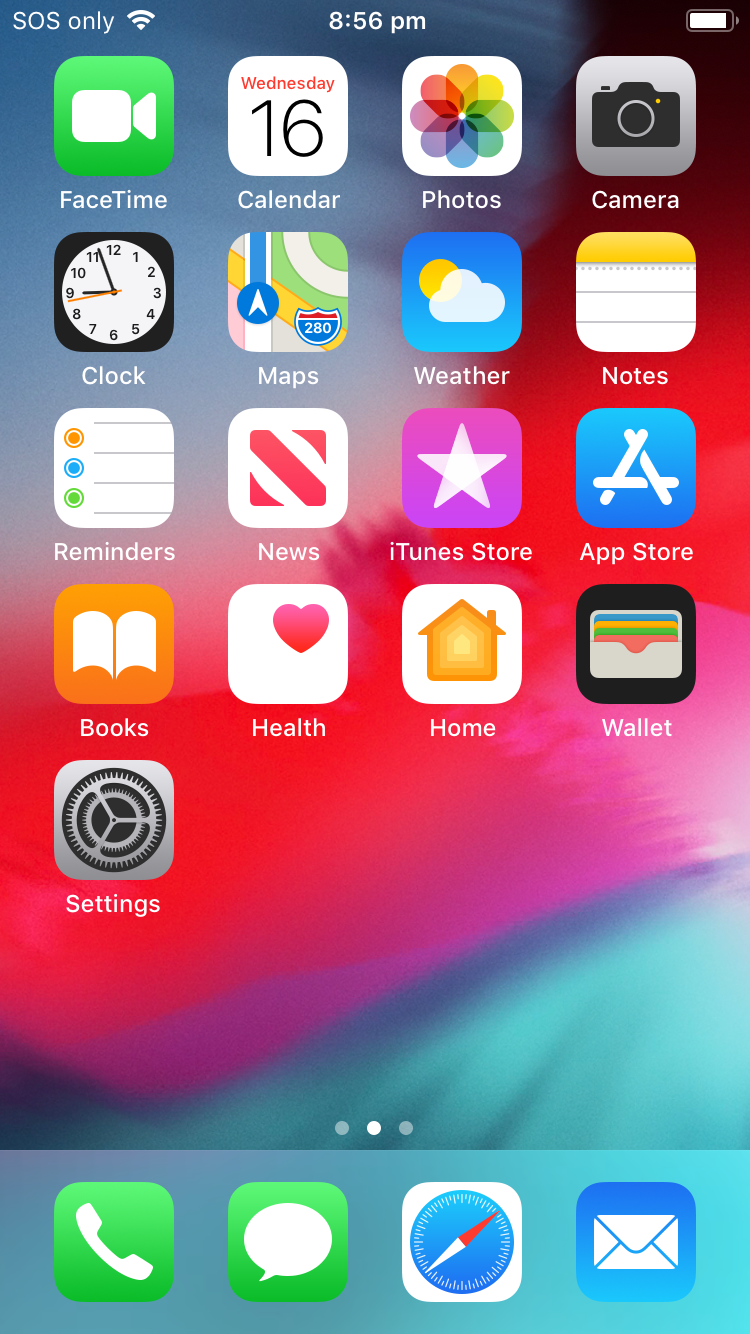 SOS only 8:56 pm
Wednesday
16
FaceTime Calendar Photos Camera
12
11 1
10 2
9 3
8 4
7 5
6
280
Clock Maps Weather Notes
Reminders News iTunes Store App Store
Books Health Home Wallet
Settings